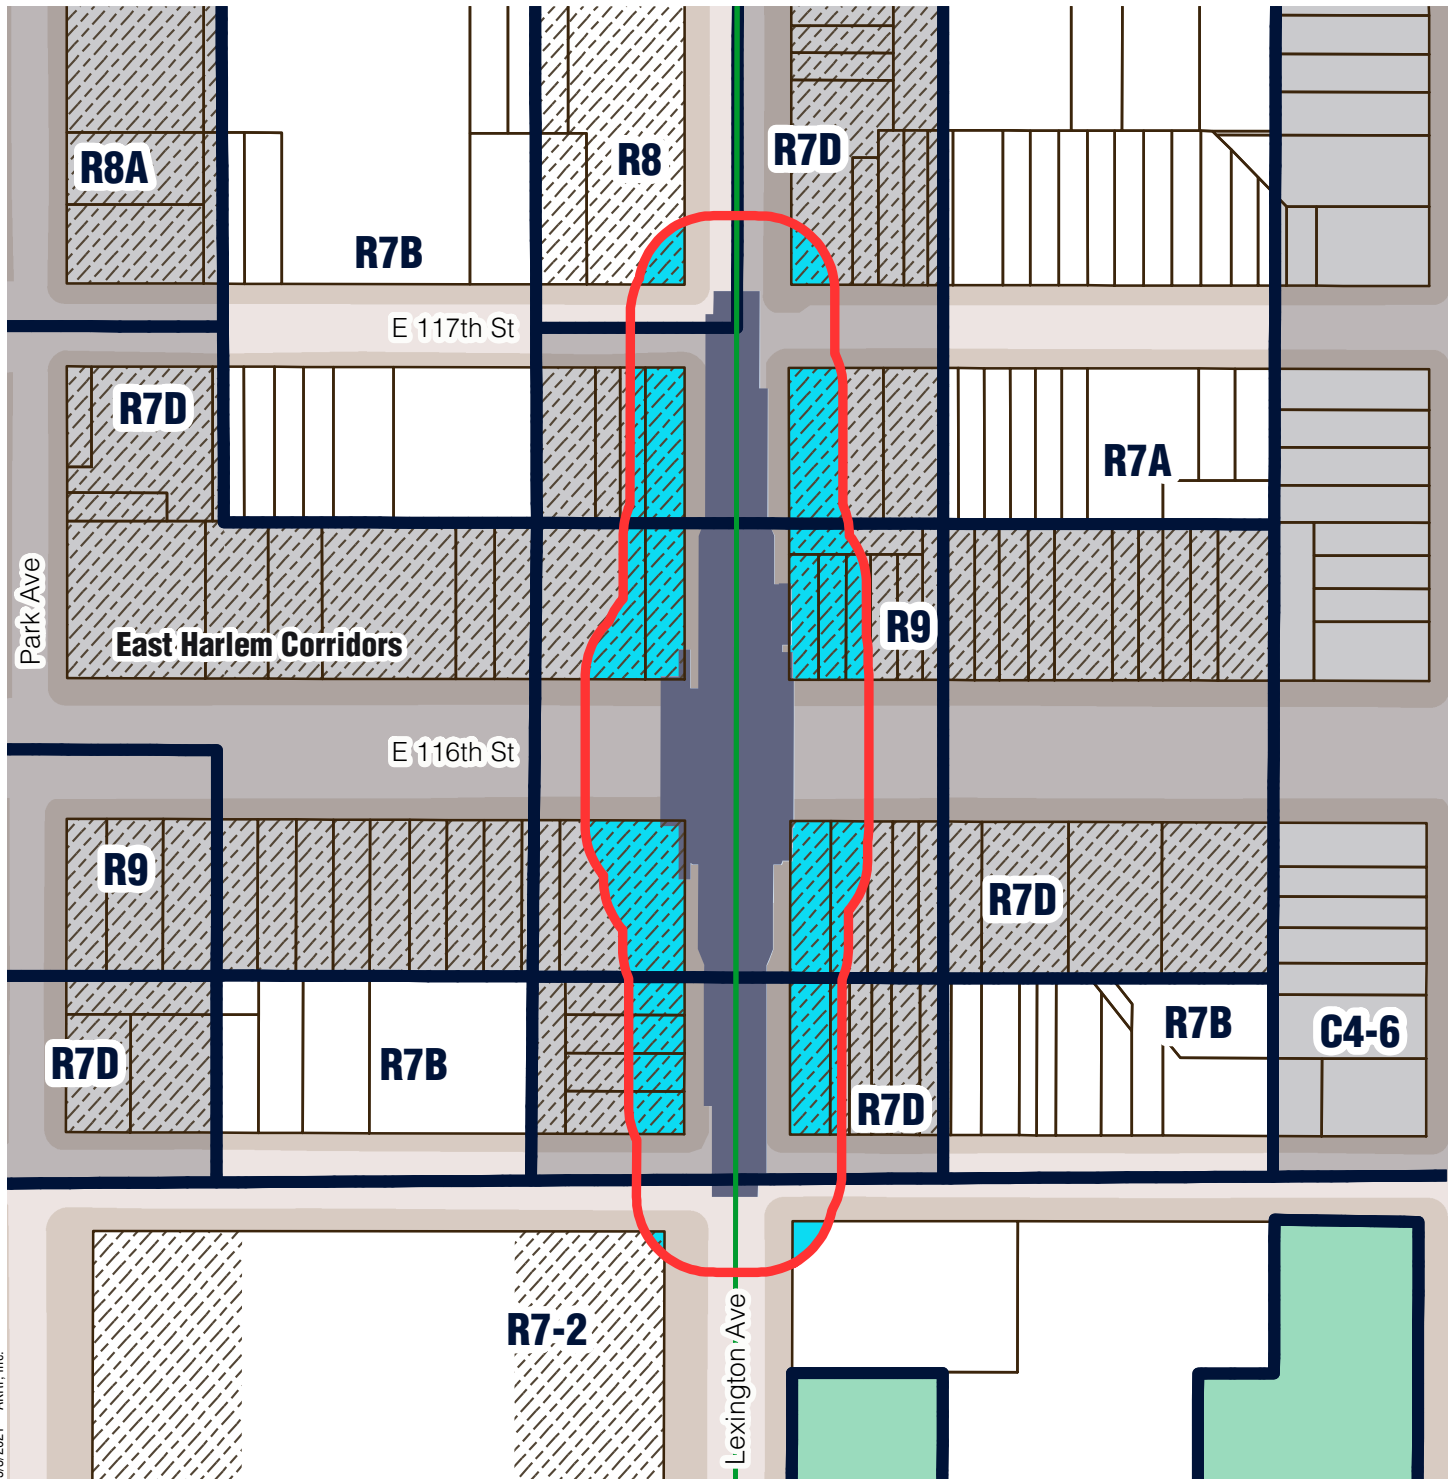 R8A
R7B
R8
R7D
E 117th St
R7D
R7A
Park Ave
East Harlem Corridors
R9
E 116th St
R9
R7D
R7D
R7B
R7D
R7B
C4-6
R7-2
Lexington Ave